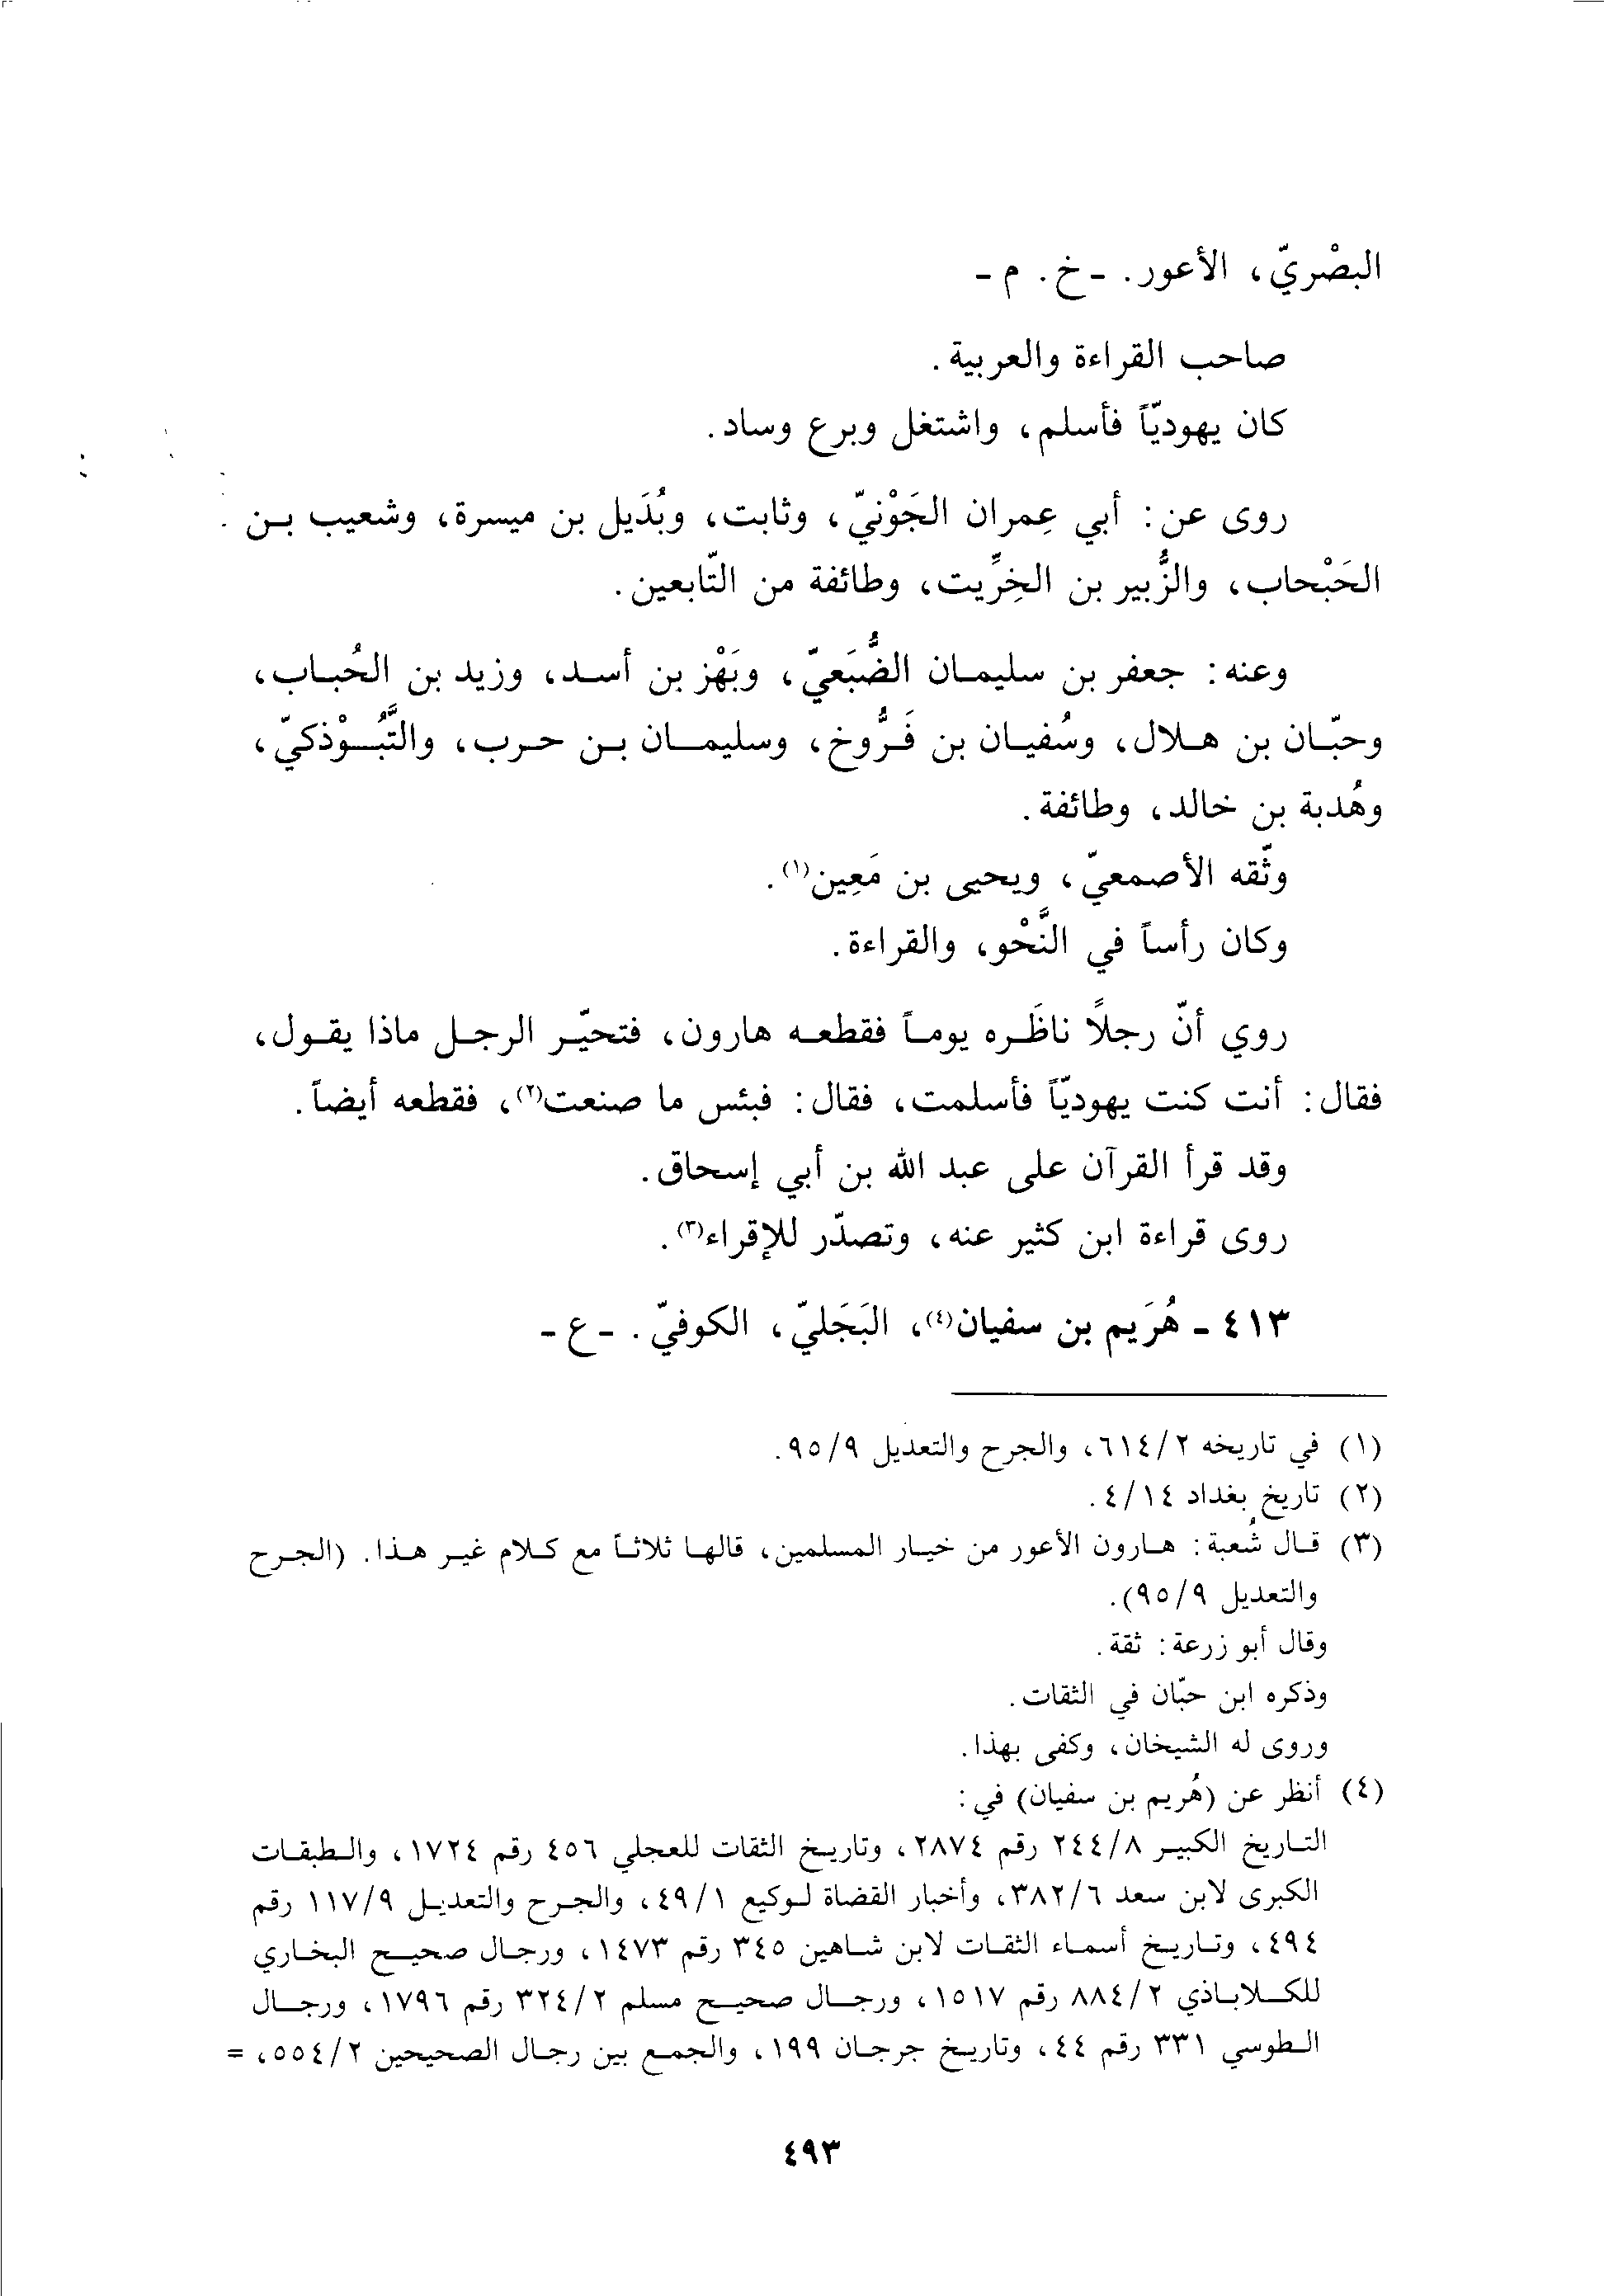 البصْريّ، الأعور. -خ. م-
صاحب القراءة والعربية.
كان يهوديّاً فأسلم، واشتغل وبرع وساد.
روى عن: أبي عِمران الجَوْنيّ، وثابت، وبُدَيل بن ميسرة، وشعيب بن
الحَبْحاب، والزُّبير بن الخِرِّيت، وطائفة من التّابعين.
وعنه: جعفر بن سليمان الضُّبَعيّ، وبَهْز بن أسد، وزيد بن الحُباب،
وحبّان بن هلال، وسُفيان بن فَرُّوخ، وسليمان بن حرب، والتَّبُوْذكيّ،
وهُدبة بن خالد، وطائفة.
وثّقه الأصمعيّ، ويحيى بن مَعِين(١).
وكان رأساً في النَّحْو، والقراءة.
روي أنّ رجلاً ناظَره يوماً فقطعه هارون، فتحيّر الرجل ماذا يقول،
فقال: أنت كنت يهوديّاً فأسلمت، فقال: فبئس ما صنعت(٢)، فقطعه أيضاً.
وقد قرأ القرآن على عبد الله بن أبي إسحاق.
روى قراءة ابن كثير عنه، وتصدّر للإقراء(٣).
٤١٣ - هُرَيم بن سفيان(٤)، البَجَليّ، الكوفيّ. -ع-
(١) في تاريخه ٦١٤/٢، والجرح والتعديل ٩٥/٩.
(٢) تاريخ بغداد ٤/١٤.
(٣) قال شُعبة: هارون الأعور من خيار المسلمين، قالها ثلاثاً مع كلام غير هذا. (الجرح
والتعديل ٩٥/٩).
وقال أبو زرعة: ثقة.
وذكره ابن حبّان في الثقات.
وروى له الشيخان، وكفى بهذا.
(٤) أنظر عن (هُريم بن سفيان) في:
التاريخ الكبير ٢٤٤/٨ رقم ٢٨٧٤، وتاريخ الثقات للعجلي ٤٥٦ رقم ١٧٢٤، والطبقات
الكبرى لابن سعد ٣٨٢/٦، وأخبار القضاة لوكيع ٤٩/١، والجرح والتعديل ١١٧/٩ رقم
٤٩٤، وتاريخ أسماء الثقات لابن شاهين ٣٤٥ رقم ١٤٧٣، ورجال صحيح البخاري
للكلاباذي ٨٨٤/٢ رقم ١٥١٧، ورجال صحيح مسلم ٣٢٤/٢ رقم ١٧٩٦، ورجال
الطوسي ٣٣١ رقم ٤٤، وتاريخ جرجان ١٩٩، والجمع بين رجال الصحيحين ٥٥٤/٢، =
٤٩٣